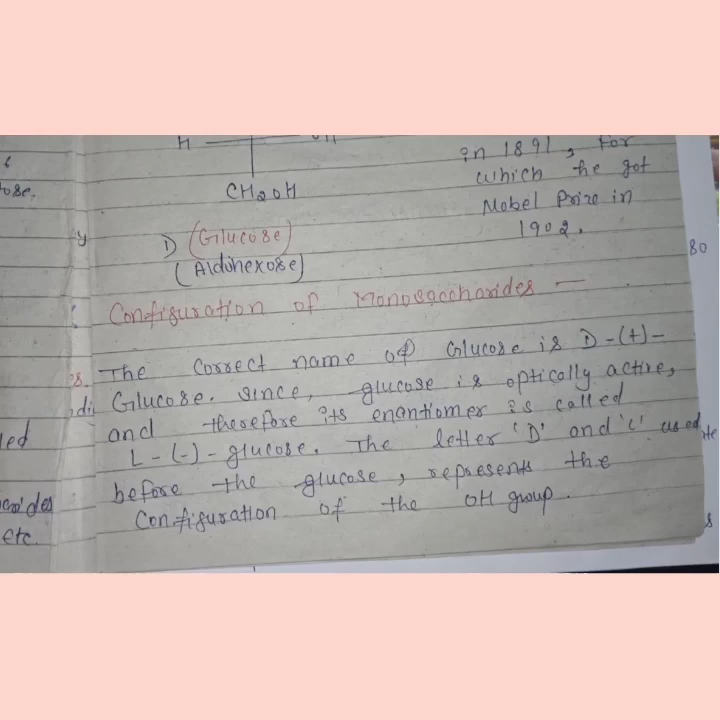 in 1891, for
which he got
Nobel Prize in
1902.
H
CH2OH
D (Glucose)
(Aldohexose)
80
Configuration of Monosaccharides —
The correct name of Glucose is D-(+)-
Glucose. Since, glucose is optically active,
and therefore its enantiomer is called
L-(-)-glucose. The letter 'D' and 'L' used
before the glucose, represents the
Configuration of the OH group.
etc.